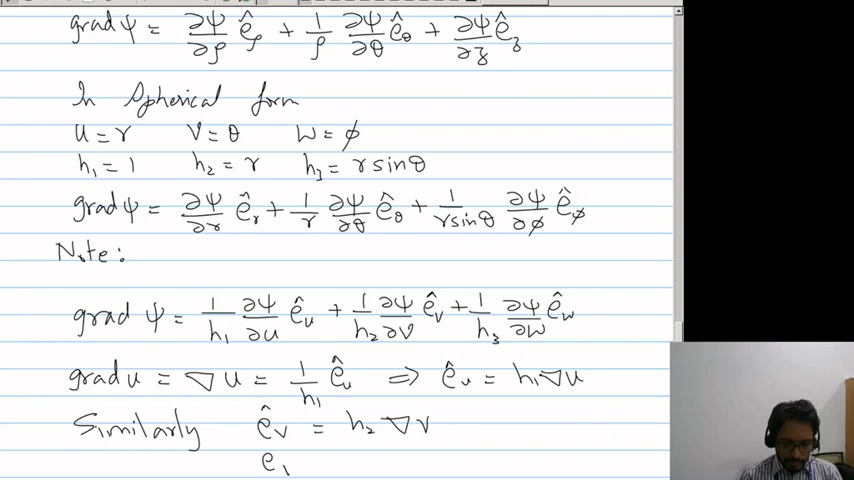 grad ψ = ∂ψ/∂ρ ê_ρ + 1/ρ ∂ψ/∂θ ê_θ + ∂ψ/∂z ê_z
In Spherical form
u = r v = θ w = ϕ
h₁ = 1 h₂ = r h₃ = r sinθ
grad ψ = ∂ψ/∂r ê_r + 1/r ∂ψ/∂θ ê_θ + 1/(r sinθ) ∂ψ/∂ϕ ê_ϕ
Note:
grad ψ = 1/h₁ ∂ψ/∂u ê_u + 1/h₂ ∂ψ/∂v ê_v + 1/h₃ ∂ψ/∂w ê_w
grad u = ∇u = 1/h₁ ê_u ⇒ ê_u = h₁∇u
Similarly ê_v = h₂ ∇v
e₁